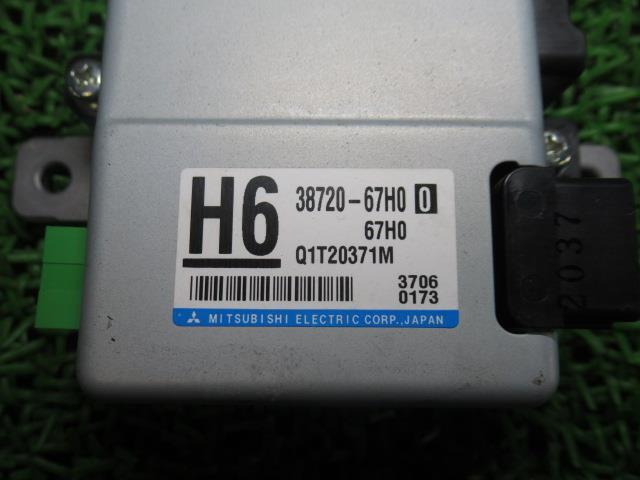 H6
38720-67H0 0
67H0
Q1T20371M
3706
0173
MITSUBISHI ELECTRIC CORP.,JAPAN
2037